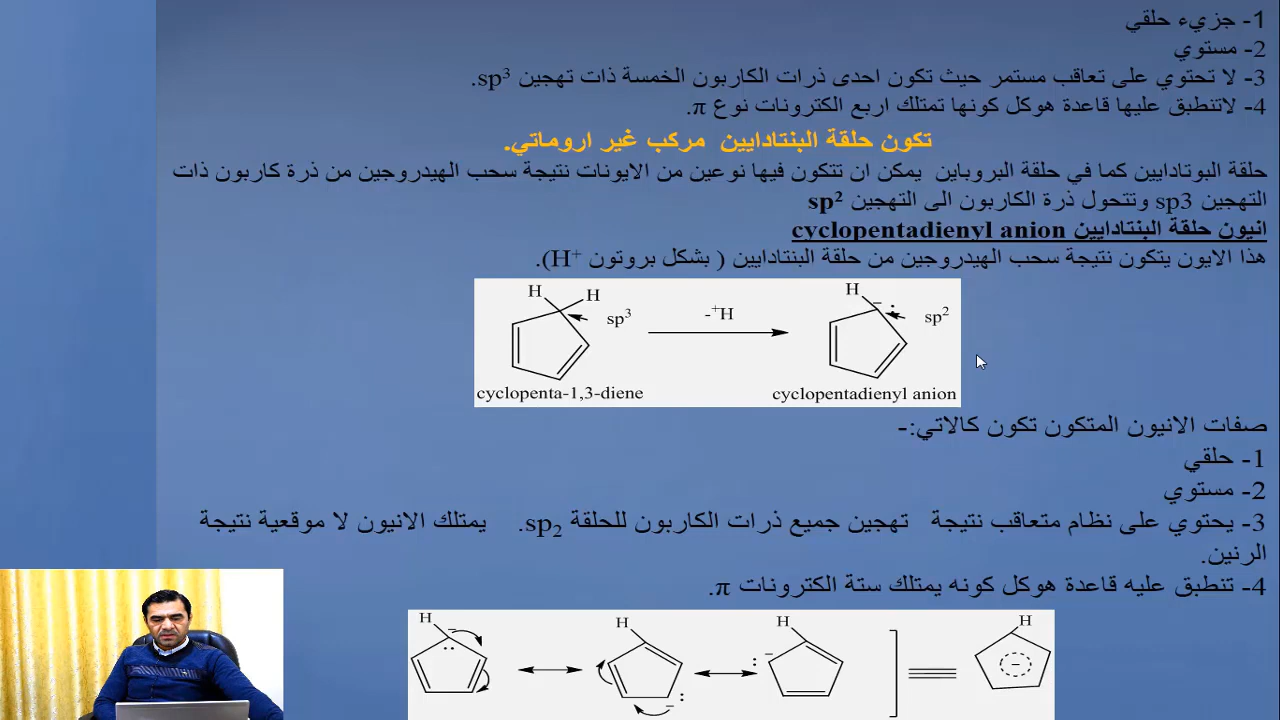 1- جزيء حلقي
2- مستوي
3- لا تحتوي على تعاقب مستمر حيث تكون احدى ذرات الكاربون الخمسة ذات تهجين sp³.
4- لاتنطبق عليها قاعدة هوكل كونها تمتلك اربع الكترونات نوع π.
تكون حلقة البنتادايين مركب غير اروماتي.
حلقة البوتادايين كما في حلقة البروباين يمكن ان تتكون فيها نوعين من الايونات نتيجة سحب الهيدروجين من ذرة كاربون ذات
التهجين sp3 وتتحول ذرة الكاربون الى التهجين sp²
انيون حلقة البنتادايين cyclopentadienyl anion
هذا الايون يتكون نتيجة سحب الهيدروجين من حلقة البنتادايين ( بشكل بروتون H⁺).
H H sp³
-⁺H
H − : sp²
cyclopenta-1,3-diene
cyclopentadienyl anion
صفات الانيون المتكون تكون كالاتي:-
1- حلقي
2- مستوي
3- يحتوي على نظام متعاقب نتيجة تهجين جميع ذرات الكاربون للحلقة sp₂. يمتلك الانيون لا موقعية نتيجة
الرنين.
4- تنطبق عليه قاعدة هوكل كونه يمتلك ستة الكترونات π.
H
H
H
H